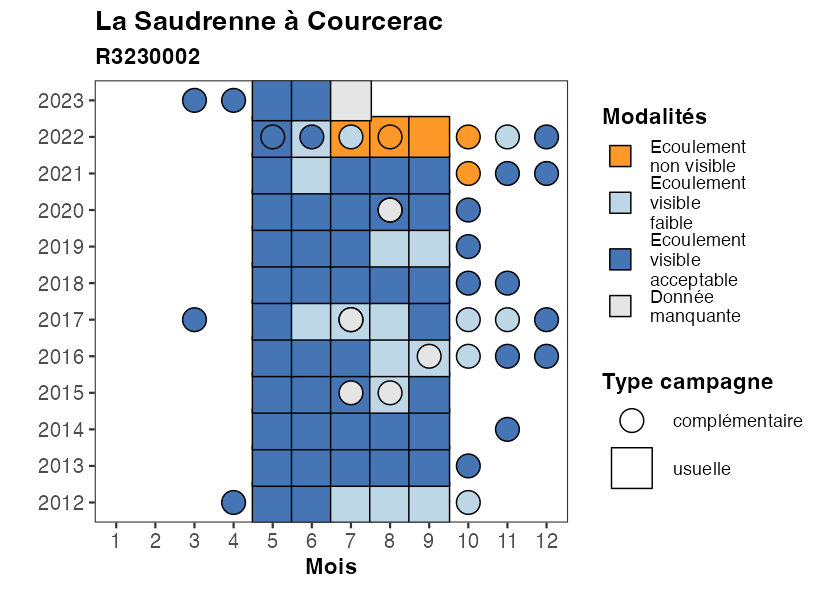 La Saudrenne à Courcerac
R3230002
2023
2022
2021
2020
2019
2018
2017
2016
2015
2014
2013
2012
1 2 3 4 5 6 7 8 9 10 11 12
Mois
Modalités
Ecoulement
non visible
Ecoulement
visible
faible
Ecoulement
visible
acceptable
Donnée
manquante
Type campagne
complémentaire
usuelle